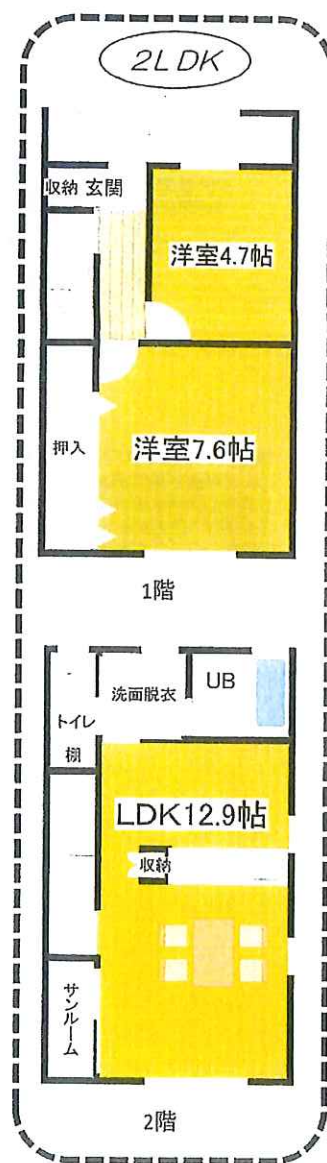 2LDK
収納 玄関
洋室4.7帖
押入
洋室7.6帖
1階
洗面脱衣
UB
トイレ
棚
LDK12.9帖
収納
サンルーム
2階